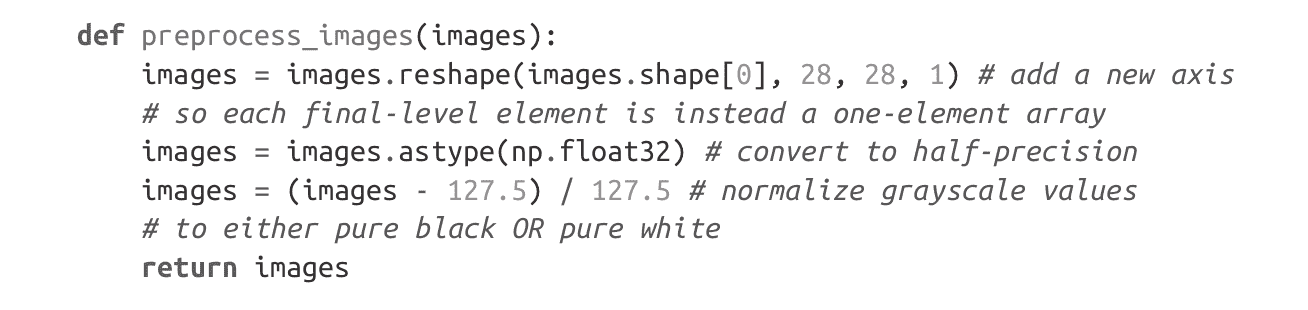 def preprocess_images(images):
    images = images.reshape(images.shape[0], 28, 28, 1) # add a new axis
    # so each final-level element is instead a one-element array
    images = images.astype(np.float32) # convert to half-precision
    images = (images - 127.5) / 127.5 # normalize grayscale values
    # to either pure black OR pure white
    return images